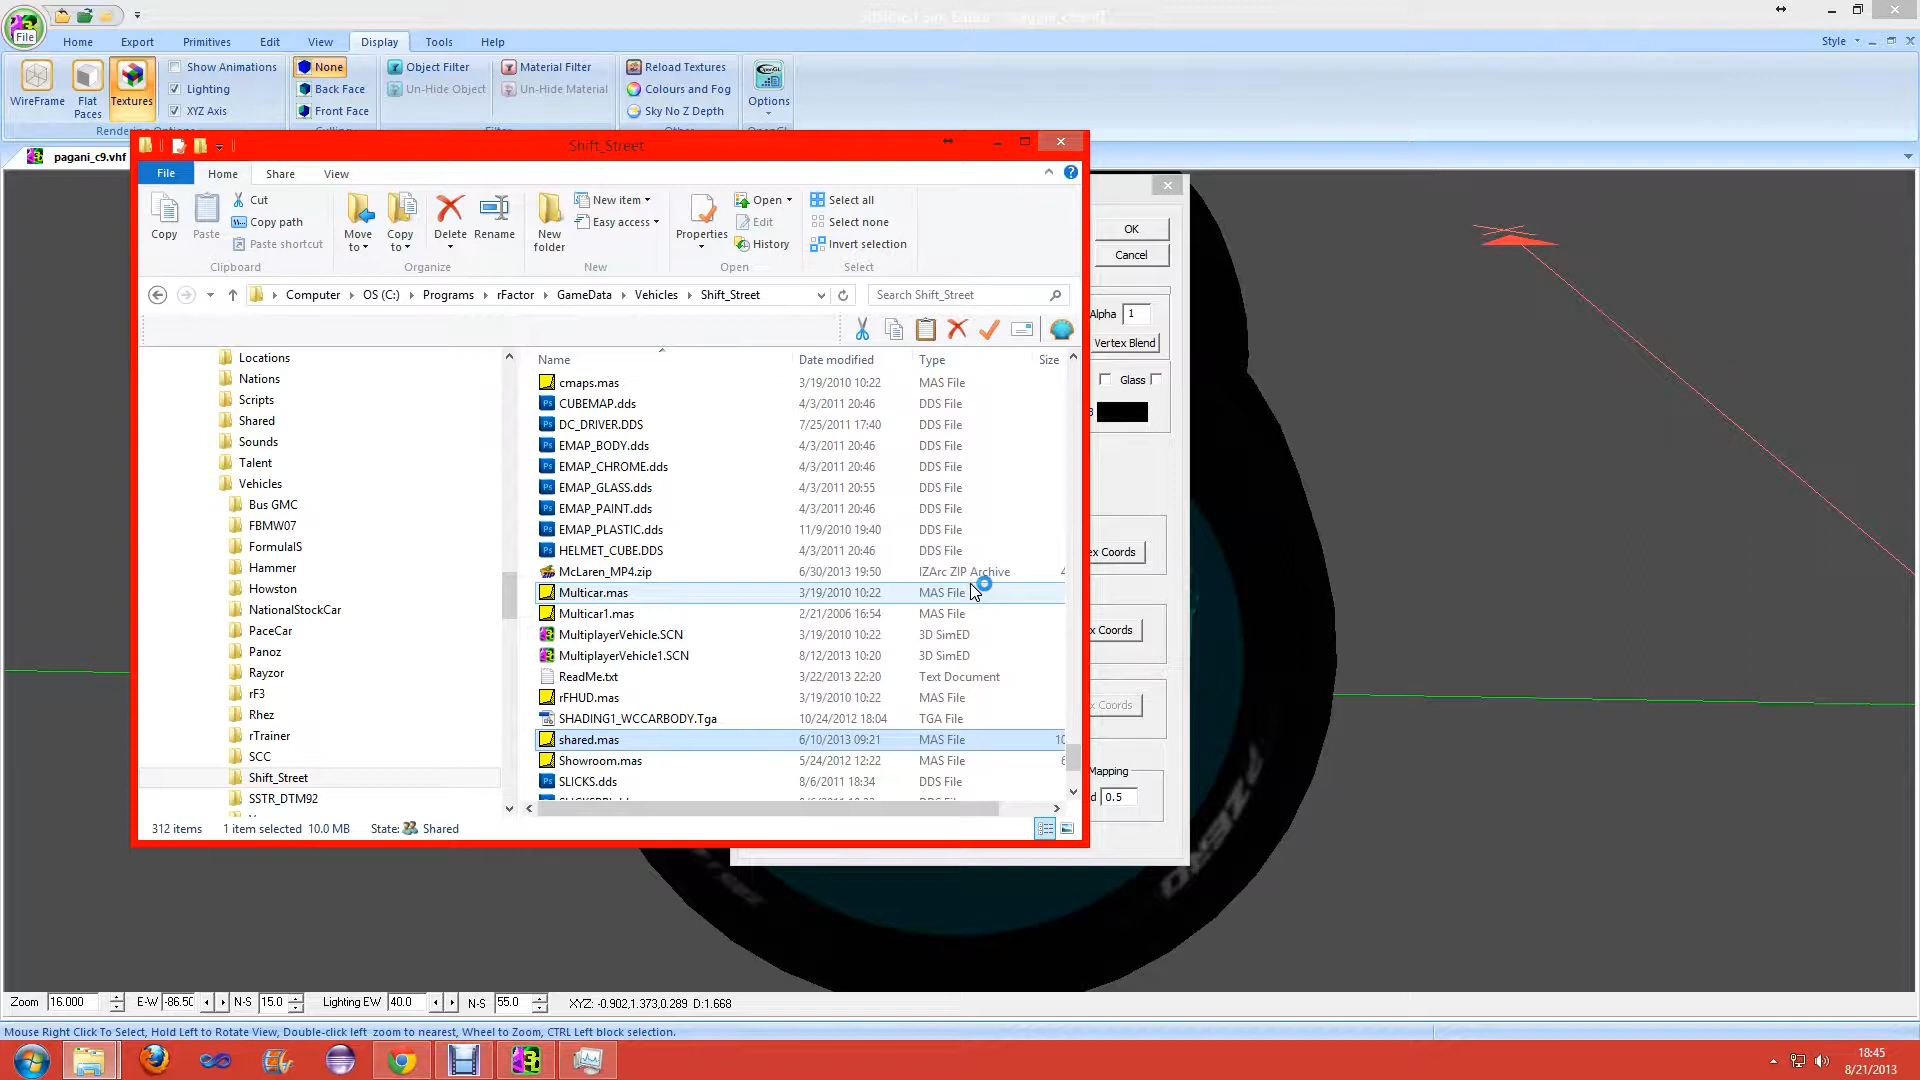 File
Home Export Primitives Edit View Display Tools Help
Style
WireFrame
Flat Faces
Textures
Show Animations
Lighting
XYZ Axis
None
Back Face
Front Face
Object Filter
Un-Hide Object
Material Filter
Un-Hide Material
Reload Textures
Colours and Fog
Sky No Z Depth
Options
pagani_c9.vhf
Shift_Street
File Home Share View
Copy
Paste
Cut
Copy path
Paste shortcut
Clipboard
Move to
Copy to
Delete
Rename
Organize
New folder
New item
Easy access
New
Properties
Open
Edit
History
Open
Select all
Select none
Invert selection
Select
Computer OS (C:) Programs rFactor GameData Vehicles Shift_Street
Search Shift_Street
Locations
Nations
Scripts
Shared
Sounds
Talent
Vehicles
Bus GMC
FBMW07
FormulaIS
Hammer
Howston
NationalStockCar
PaceCar
Panoz
Rayzor
rF3
Rhez
rTrainer
SCC
Shift_Street
SSTR_DTM92
Name Date modified Type Size
cmaps.mas 3/19/2010 10:22 MAS File
CUBEMAP.dds 4/3/2011 20:46 DDS File
DC_DRIVER.DDS 7/25/2011 17:40 DDS File
EMAP_BODY.dds 4/3/2011 20:46 DDS File
EMAP_CHROME.dds 4/3/2011 20:46 DDS File
EMAP_GLASS.dds 4/3/2011 20:55 DDS File
EMAP_PAINT.dds 4/3/2011 20:46 DDS File
EMAP_PLASTIC.dds 11/9/2010 19:40 DDS File
HELMET_CUBE.DDS 4/3/2011 20:46 DDS File
McLaren_MP4.zip 6/30/2013 19:50 IZArc ZIP Archive 4
Multicar.mas 3/19/2010 10:22 MAS File
Multicar1.mas 2/21/2006 16:54 MAS File
MultiplayerVehicle.SCN 3/19/2010 10:22 3D SimED
MultiplayerVehicle1.SCN 8/12/2013 10:20 3D SimED
ReadMe.txt 3/22/2013 22:20 Text Document
rFHUD.mas 3/19/2010 10:22 MAS File
SHADING1_WCCARBODY.Tga 10/24/2012 18:04 TGA File
shared.mas 6/10/2013 09:21 MAS File 10
Showroom.mas 5/24/2012 12:22 MAS File 6
SLICKS.dds 8/6/2011 18:34 DDS File
312 items 1 item selected 10.0 MB State: Shared
OK
Cancel
Alpha 1
Vertex Blend
Glass
ex Coords
x Coords
x Coords
Mapping
d 0.5
Zoom 16.000 E-W -86.50 N-S 15.0 Lighting EW 40.0 N-S 55.0 XYZ: -0.902,1.373,0.289 D:1.668
Mouse Right Click To Select, Hold Left to Rotate View, Double-click left zoom to nearest, Wheel to Zoom, CTRL Left block selection.
18:45
8/21/2013